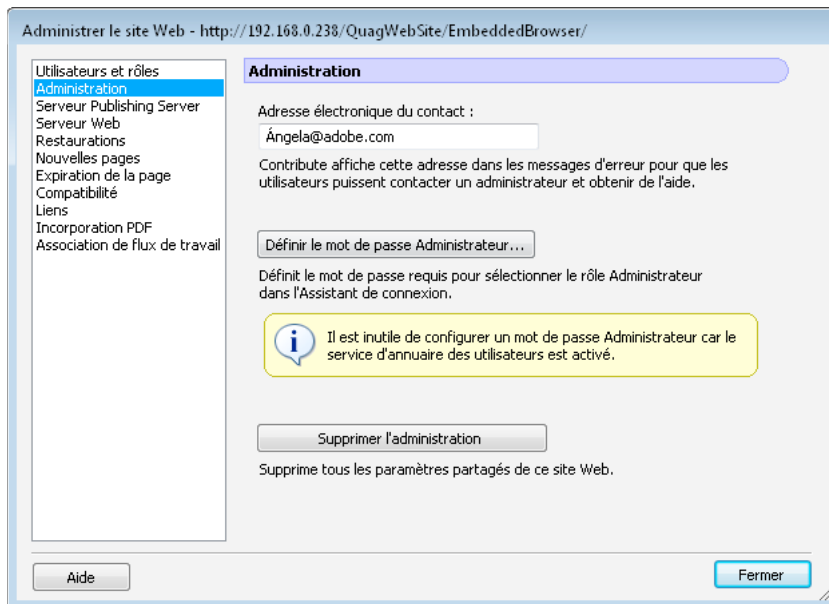 Administrer le site Web - http://192.168.0.238/QuagWebSite/EmbeddedBrowser/
Utilisateurs et rôles
Administration
Serveur Publishing Server
Serveur Web
Restaurations
Nouvelles pages
Expiration de la page
Compatibilité
Liens
Incorporation PDF
Association de flux de travail
Administration
Adresse électronique du contact :
Ángela@adobe.com
Contribute affiche cette adresse dans les messages d'erreur pour que les
utilisateurs puissent contacter un administrateur et obtenir de l'aide.
Définir le mot de passe Administrateur...
Définit le mot de passe requis pour sélectionner le rôle Administrateur
dans l'Assistant de connexion.
Il est inutile de configurer un mot de passe Administrateur car le
service d'annuaire des utilisateurs est activé.
Supprimer l'administration
Supprime tous les paramètres partagés de ce site Web.
Aide
Fermer